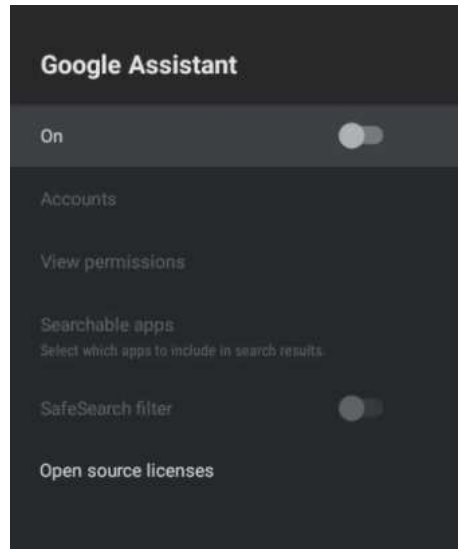 Google Assistant
On
Accounts
View permissions
Searchable apps
Select which apps to include in search results.
SafeSearch filter
Open source licenses